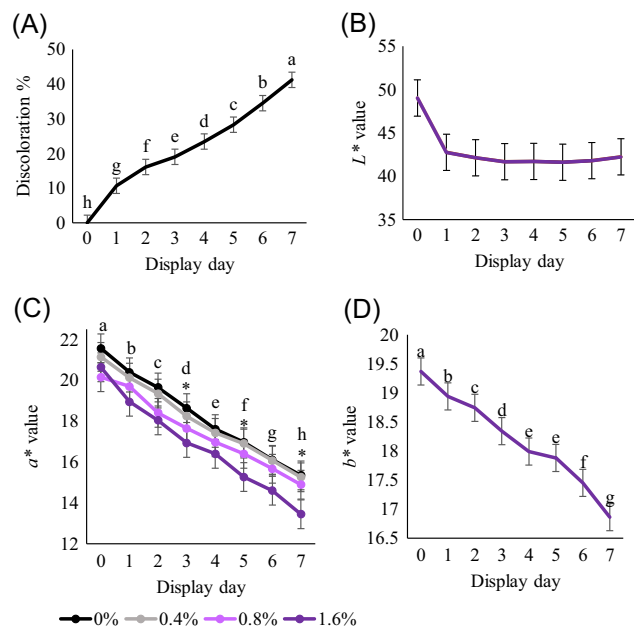 (A)
50
40
30
20
10
0
Discoloration %
h
g
f
e
d
c
b
a
0 1 2 3 4 5 6 7
Display day
(B)
55
50
45
40
35
L* value
0 1 2 3 4 5 6 7
Display day
(C)
22
20
18
16
14
12
a* value
a
b
c
d
*
e
f
*
g
h
*
0 1 2 3 4 5 6 7
Display day
0% 0.4% 0.8% 1.6%
(D)
20
19.5
19
18.5
18
17.5
17
16.5
b* value
a
b
c
d
e
e
f
g
0 1 2 3 4 5 6 7
Display day